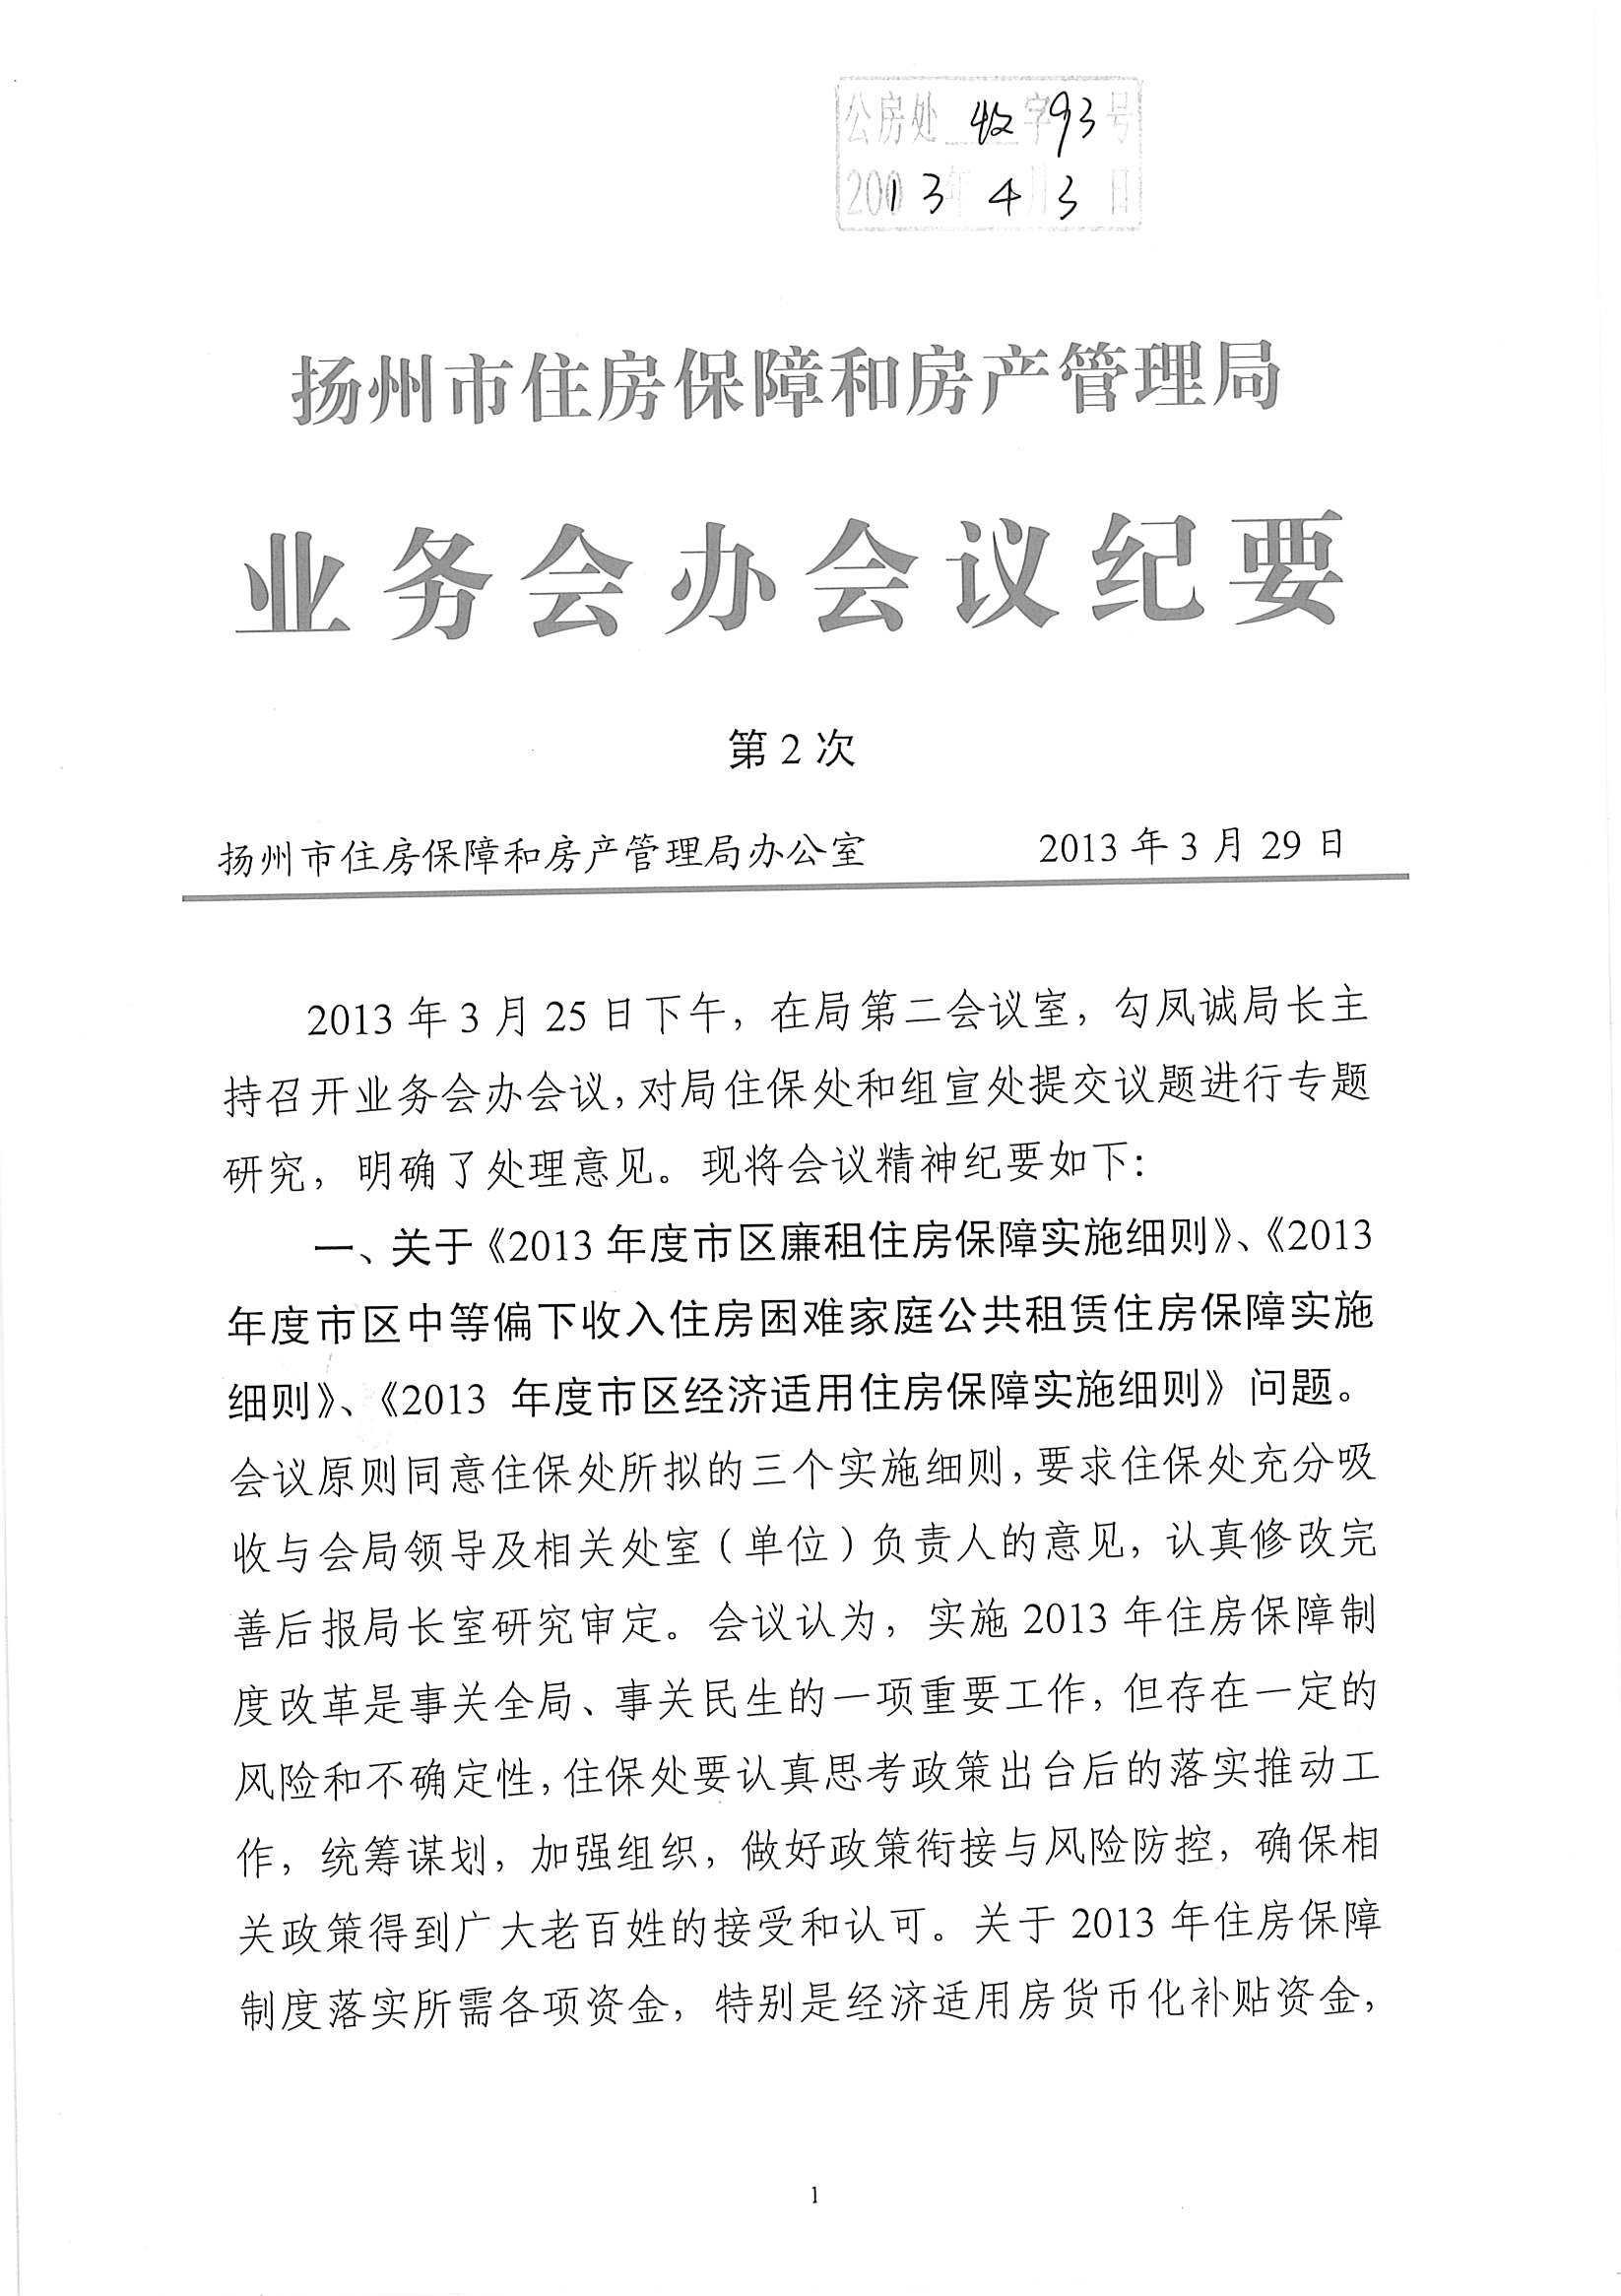 公房处 收 字 93 号
2013 年 4 月 3 日
扬州市住房保障和房产管理局
业务会办会议纪要
第 2 次
扬州市住房保障和房产管理局办公室 2013 年 3 月 29 日
2013 年 3 月 25 日下午，在局第二会议室，勾凤诚局长主
持召开业务会办会议，对局住保处和组宣处提交议题进行专题
研究，明确了处理意见。现将会议精神纪要如下：
一、关于《2013 年度市区廉租住房保障实施细则》、《2013
年度市区中等偏下收入住房困难家庭公共租赁住房保障实施
细则》、《2013 年度市区经济适用住房保障实施细则》问题。
会议原则同意住保处所拟的三个实施细则，要求住保处充分吸
收与会局领导及相关处室（单位）负责人的意见，认真修改完
善后报局长室研究审定。会议认为，实施 2013 年住房保障制
度改革是事关全局、事关民生的一项重要工作，但存在一定的
风险和不确定性，住保处要认真思考政策出台后的落实推动工
作，统筹谋划，加强组织，做好政策衔接与风险防控，确保相
关政策得到广大老百姓的接受和认可。关于 2013 年住房保障
制度落实所需各项资金，特别是经济适用房货币化补贴资金，
1